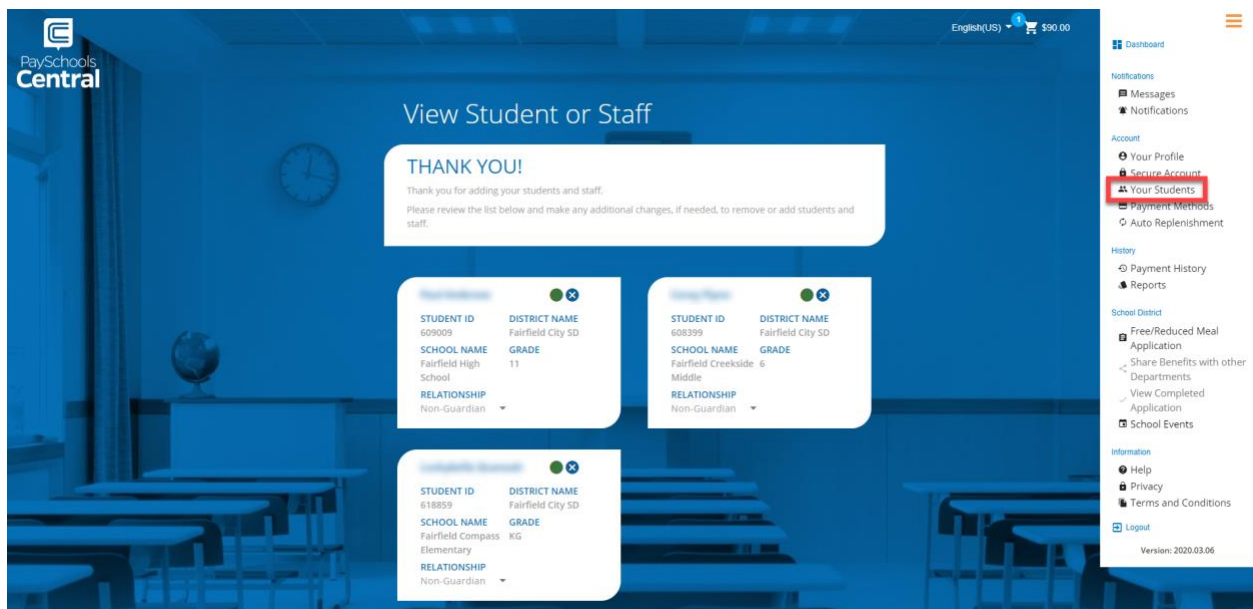 PaySchools
Central
English(US)
1
$90.00
View Student or Staff
THANK YOU!
Thank you for adding your students and staff.
Please review the list below and make any additional changes, if needed, to remove or add students and
staff.
STUDENT ID DISTRICT NAME
609009 Fairfield City SD
SCHOOL NAME GRADE
Fairfield High 11
School
RELATIONSHIP
Non-Guardian
STUDENT ID DISTRICT NAME
608399 Fairfield City SD
SCHOOL NAME GRADE
Fairfield Creekside 6
Middle
RELATIONSHIP
Non-Guardian
STUDENT ID DISTRICT NAME
618859 Fairfield City SD
SCHOOL NAME GRADE
Fairfield Compass KG
Elementary
RELATIONSHIP
Non-Guardian
Dashboard
Notifications
Messages
Notifications
Account
Your Profile
Secure Account
Your Students
Payment Methods
Auto Replenishment
History
Payment History
Reports
School District
Free/Reduced Meal
Application
Share Benefits with other
Departments
View Completed
Application
School Events
Information
Help
Privacy
Terms and Conditions
Logout
Version: 2020.03.06